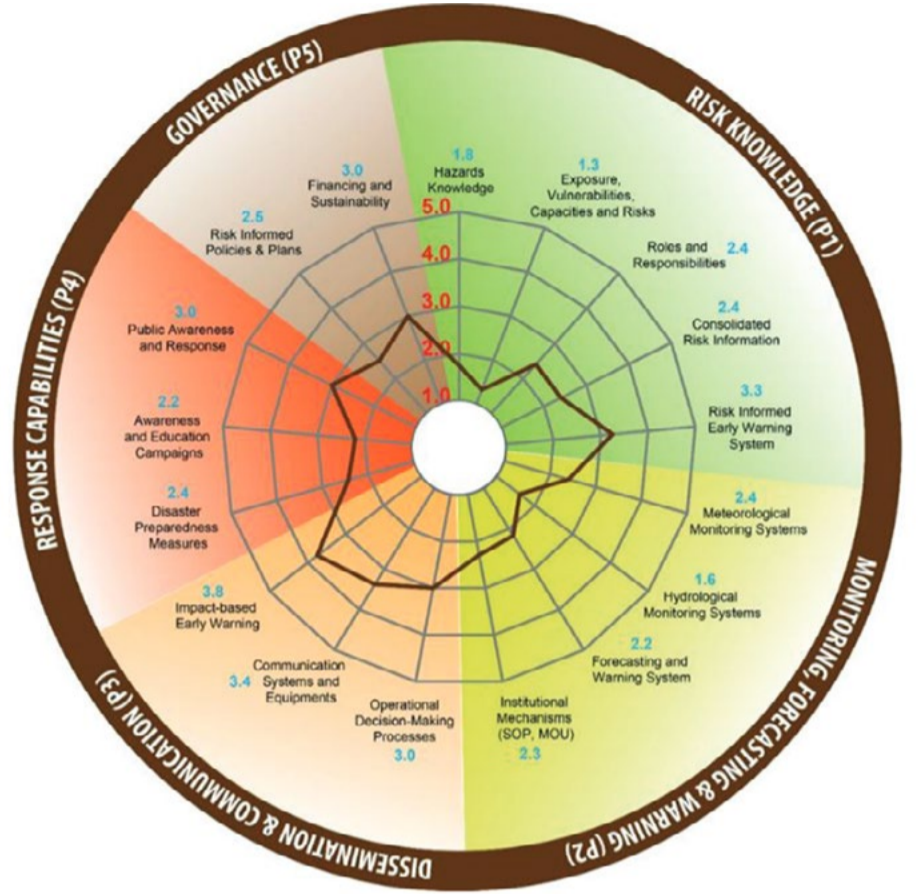 GOVERNANCE (P5)
RISK KNOWLEDGE (P1)
1.8
Hazards
Knowledge
1.3
Exposure,
Vulnerabilities,
Capacities and Risks
Roles and
Responsibilities
2.4
2.4
Consolidated
Risk Information
3.3
Risk Informed
Early Warning
System
MONITORING, FORECASTING & WARNING (P2)
2.4
Meteorological
Monitoring Systems
1.6
Hydrological
Monitoring Systems
2.2
Forecasting and
Warning System
Institutional
Mechanisms
(SOP, MOU)
2.3
DISSEMINATION & COMMUNICATION (P3)
Operational
Decision-Making
Processes
3.0
3.4
Communication
Systems and
Equipments
3.8
Impact-based
Early Warning
RESPONSE CAPABILITIES (P4)
2.4
Disaster
Preparedness
Measures
2.2
Awareness
and Education
Campaigns
3.0
Public Awareness
and Response
2.5
Risk Informed
Policies & Plans
3.0
Financing and
Sustainability
5.0
4.0
3.0
2.0
1.0